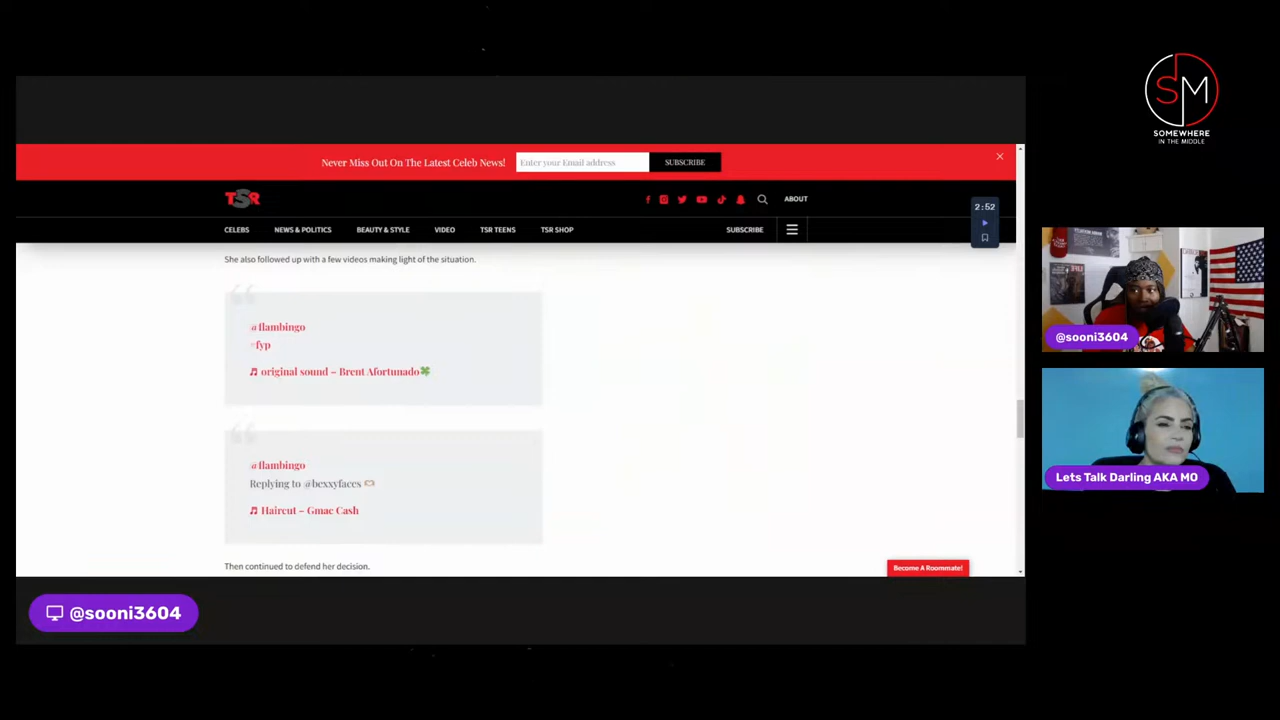 SM
SOMEWHERE
IN THE MIDDLE
Never Miss Out On The Latest Celeb News!
Enter your Email address
SUBSCRIBE
TSR
ABOUT
2:52
CELEBS
NEWS & POLITICS
BEAUTY & STYLE
VIDEO
TSR TEENS
TSR SHOP
SUBSCRIBE
She also followed up with a few videos making light of the situation.
@flambingo
#fyp
♬ original sound – Brent Afortunado🍀
@flambingo
Replying to @bexxyfaces 🫶🏼
♬ Haircut – Gmac Cash
Then continued to defend her decision.
Become A Roommate!
@sooni3604
Lets Talk Darling AKA MO
@sooni3604